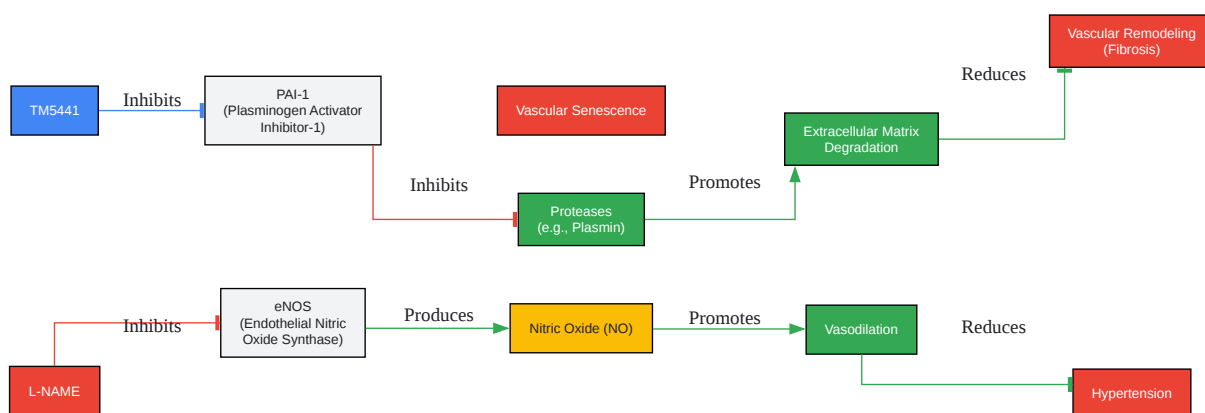 Vascular Remodeling
(Fibrosis)
Reduces
TM5441
Inhibits
PAI-1
(Plasminogen Activator
Inhibitor-1)
Vascular Senescence
Extracellular Matrix
Degradation
Inhibits
Promotes
Proteases
(e.g., Plasmin)
eNOS
(Endothelial Nitric
Oxide Synthase)
Inhibits
Produces
Nitric Oxide (NO)
Promotes
Vasodilation
Reduces
L-NAME
Hypertension